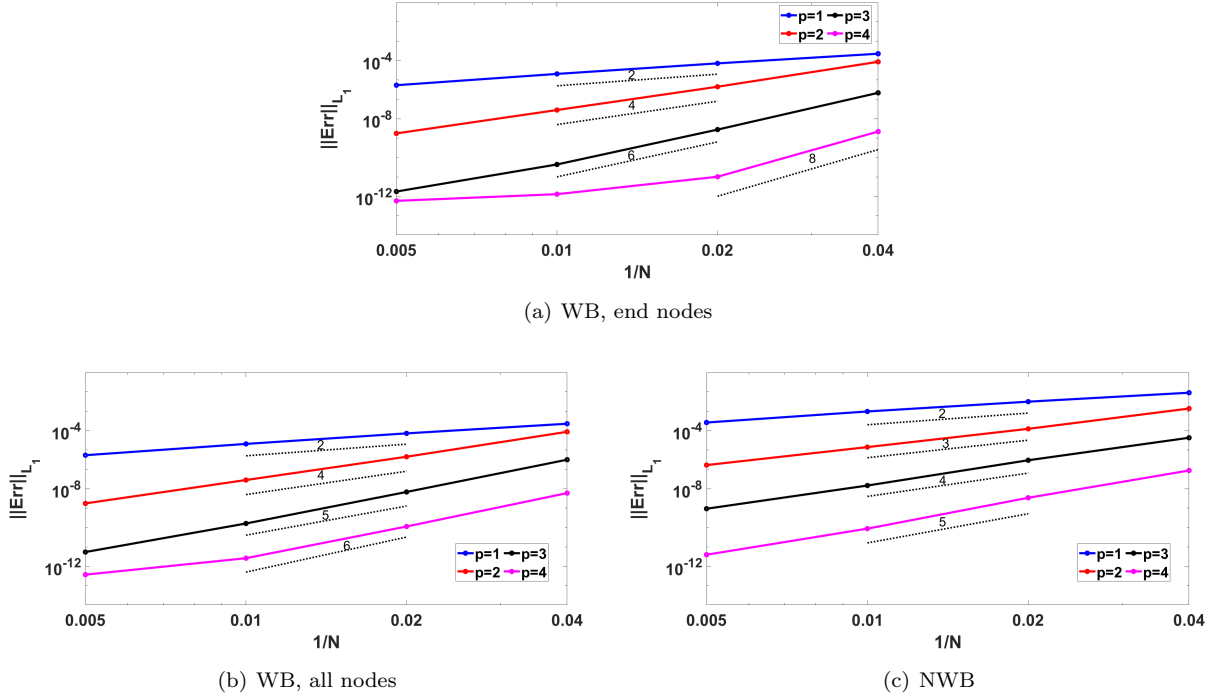 p=1 p=3
p=2 p=4
10^-4
2
4
||Err||_L_1
10^-8
6
8
10^-12
0.005 0.01 0.02 0.04
1/N
(a) WB, end nodes
10^-4
2
4
||Err||_L_1
10^-8
5
6
p=1 p=3
p=2 p=4
10^-12
0.005 0.01 0.02 0.04
1/N
(b) WB, all nodes
2
10^-4
3
4
||Err||_L_1
10^-8
5
p=1 p=3
p=2 p=4
10^-12
0.005 0.01 0.02 0.04
1/N
(c) NWB